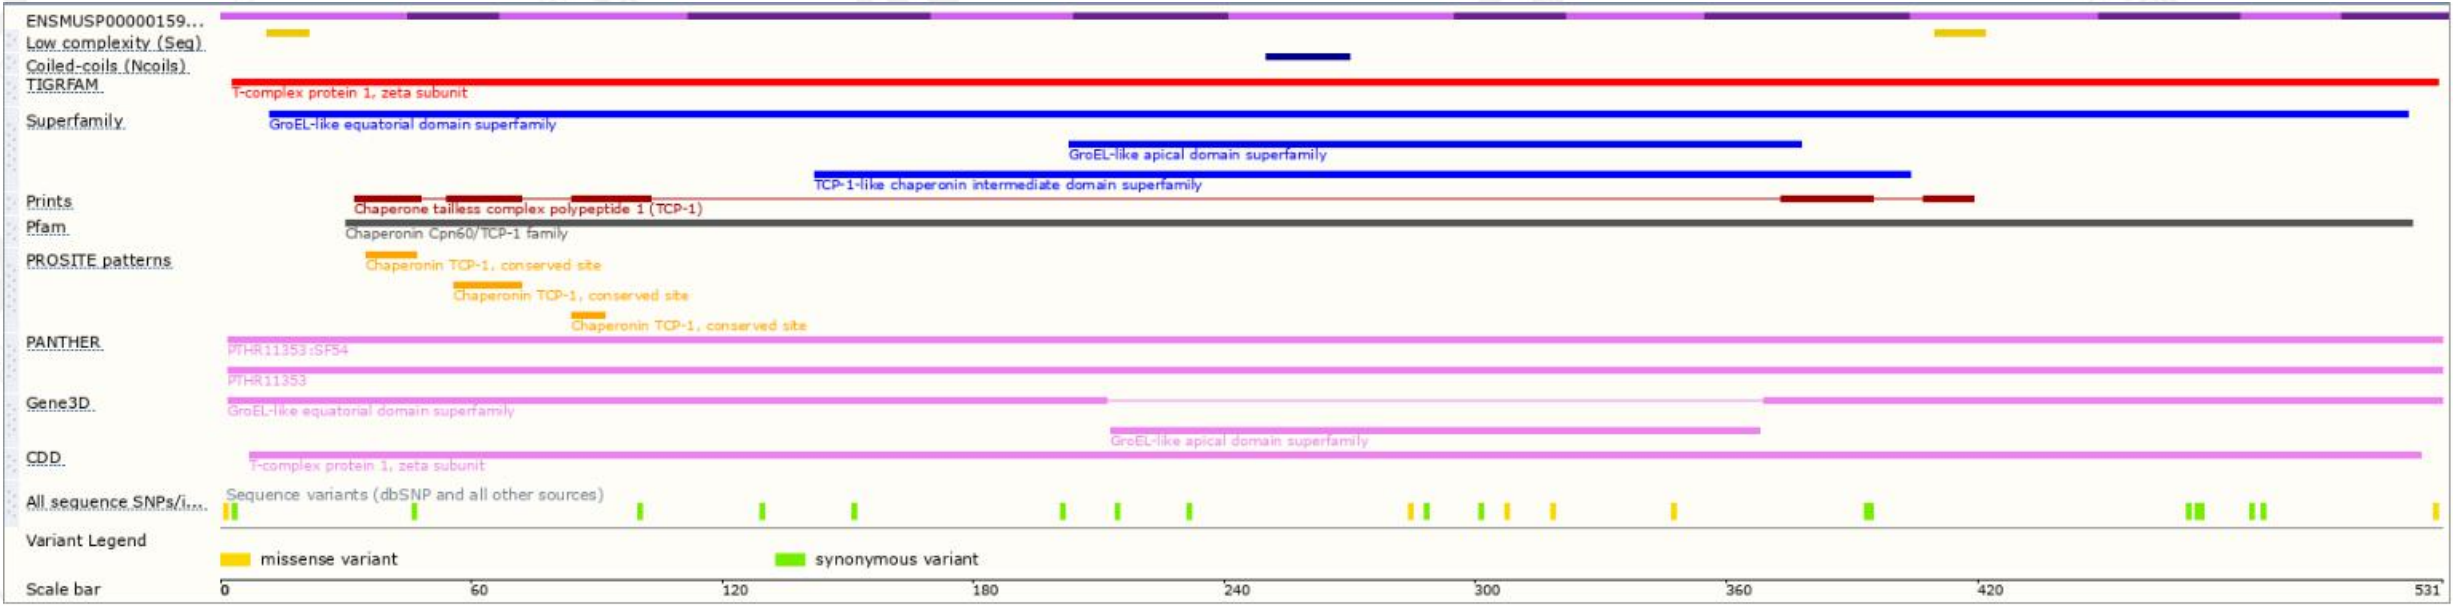 ENSMUSP00000159...
Low complexity (Seg)
Coiled-coils (Ncoils)
TIGRFAM
T-complex protein 1, zeta subunit
Superfamily
GroEL-like equatorial domain superfamily
GroEL-like apical domain superfamily
TCP-1-like chaperonin intermediate domain superfamily
Prints
Chaperone tailless complex polypeptide 1 (TCP-1)
Pfam
Chaperonin Cpn60/TCP-1 family
PROSITE patterns
Chaperonin TCP-1, conserved site
Chaperonin TCP-1, conserved site
Chaperonin TCP-1, conserved site
PANTHER
PTHR11353:SF54
PTHR11353
Gene3D
GroEL-like equatorial domain superfamily
GroEL-like apical domain superfamily
CDD
T-complex protein 1, zeta subunit
All sequence SNPs/i...
Sequence variants (dbSNP and all other sources)
Variant Legend
missense variant synonymous variant
Scale bar 0 60 120 180 240 300 360 420 531